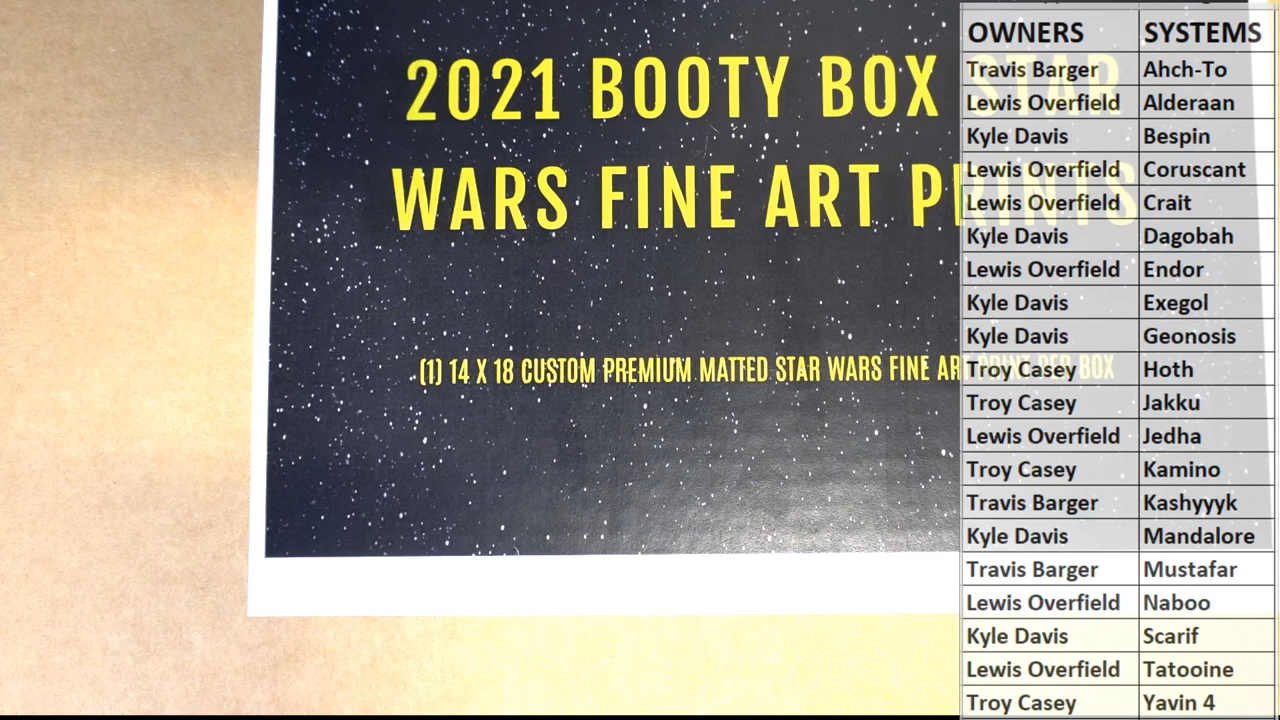 2021 BOOTY BOX STAR
WARS FINE ART PRINTS
(1) 14 X 18 CUSTOM PREMIUM MATTED STAR WARS FINE ART PRINT PER BOX
OWNERS SYSTEMS
Travis Barger Ahch-To
Lewis Overfield Alderaan
Kyle Davis Bespin
Lewis Overfield Coruscant
Lewis Overfield Crait
Kyle Davis Dagobah
Lewis Overfield Endor
Kyle Davis Exegol
Kyle Davis Geonosis
Troy Casey Hoth
Troy Casey Jakku
Lewis Overfield Jedha
Troy Casey Kamino
Travis Barger Kashyyyk
Kyle Davis Mandalore
Travis Barger Mustafar
Lewis Overfield Naboo
Kyle Davis Scarif
Lewis Overfield Tatooine
Troy Casey Yavin 4